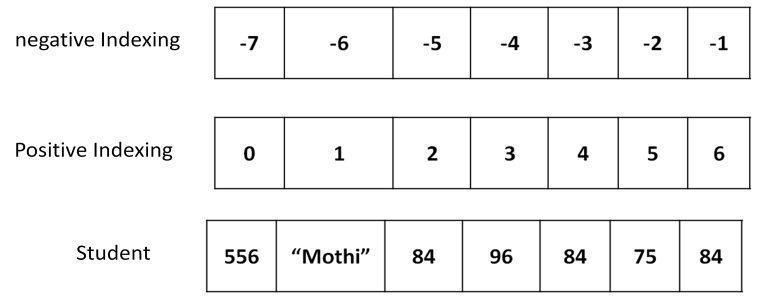 negative Indexing -7 -6 -5 -4 -3 -2 -1
Positive Indexing 0 1 2 3 4 5 6
Student 556 “Mothi” 84 96 84 75 84